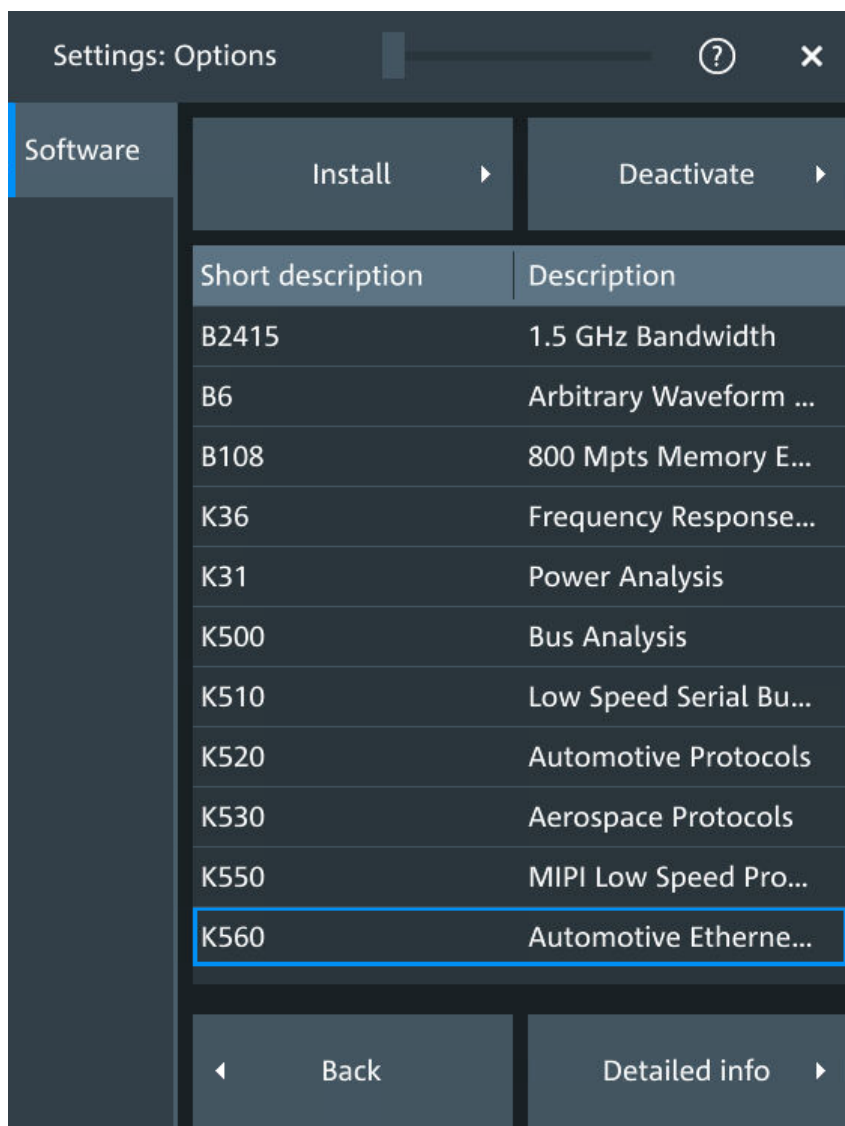 Settings: Options ? ×
Software
Install Deactivate
Short description Description
B2415 1.5 GHz Bandwidth
B6 Arbitrary Waveform ...
B108 800 Mpts Memory E...
K36 Frequency Response...
K31 Power Analysis
K500 Bus Analysis
K510 Low Speed Serial Bu...
K520 Automotive Protocols
K530 Aerospace Protocols
K550 MIPI Low Speed Pro...
K560 Automotive Etherne...
Back Detailed info